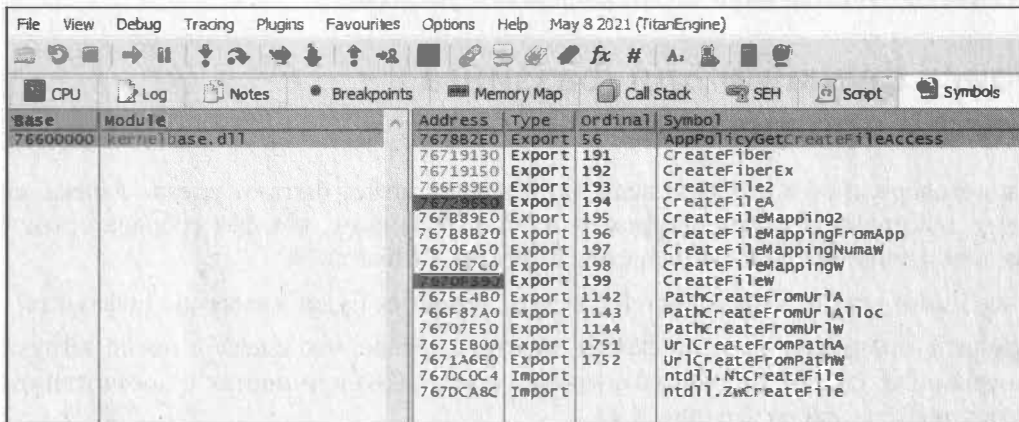 File View Debug Tracing Plugins Favourites Options Help May 8 2021 (TitanEngine)
fx # A₂
CPU Log Notes Breakpoints Memory Map Call Stack SEH Script Symbols
Base Module
76600000 kernelbase.dll
Address Type Ordinal Symbol
7678B2E0 Export 56 AppPolicyGetCreateFileAccess
76719130 Export 191 CreateFiber
76719150 Export 192 CreateFiberEx
766F89E0 Export 193 CreateFile2
76729650 Export 194 CreateFileA
767B89E0 Export 195 CreateFileMapping2
767B8B20 Export 196 CreateFileMappingFromApp
7670EA50 Export 197 CreateFileMappingNumaW
7670E7C0 Export 198 CreateFileMappingW
7670F390 Export 199 CreateFileW
7675E4B0 Export 1142 PathCreateFromUrlA
766F87A0 Export 1143 PathCreateFromUrlAlloc
76707E50 Export 1144 PathCreateFromUrlW
7675E800 Export 1751 UrlCreateFromPathA
7671A6E0 Export 1752 UrlCreateFromPathW
767DC0C4 Import ntdll.NtCreateFile
767DCA8C Import ntdll.ZwCreateFile